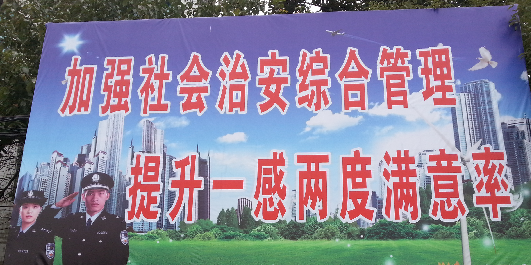 加强社会治安综合管理
提升一感两度满意率